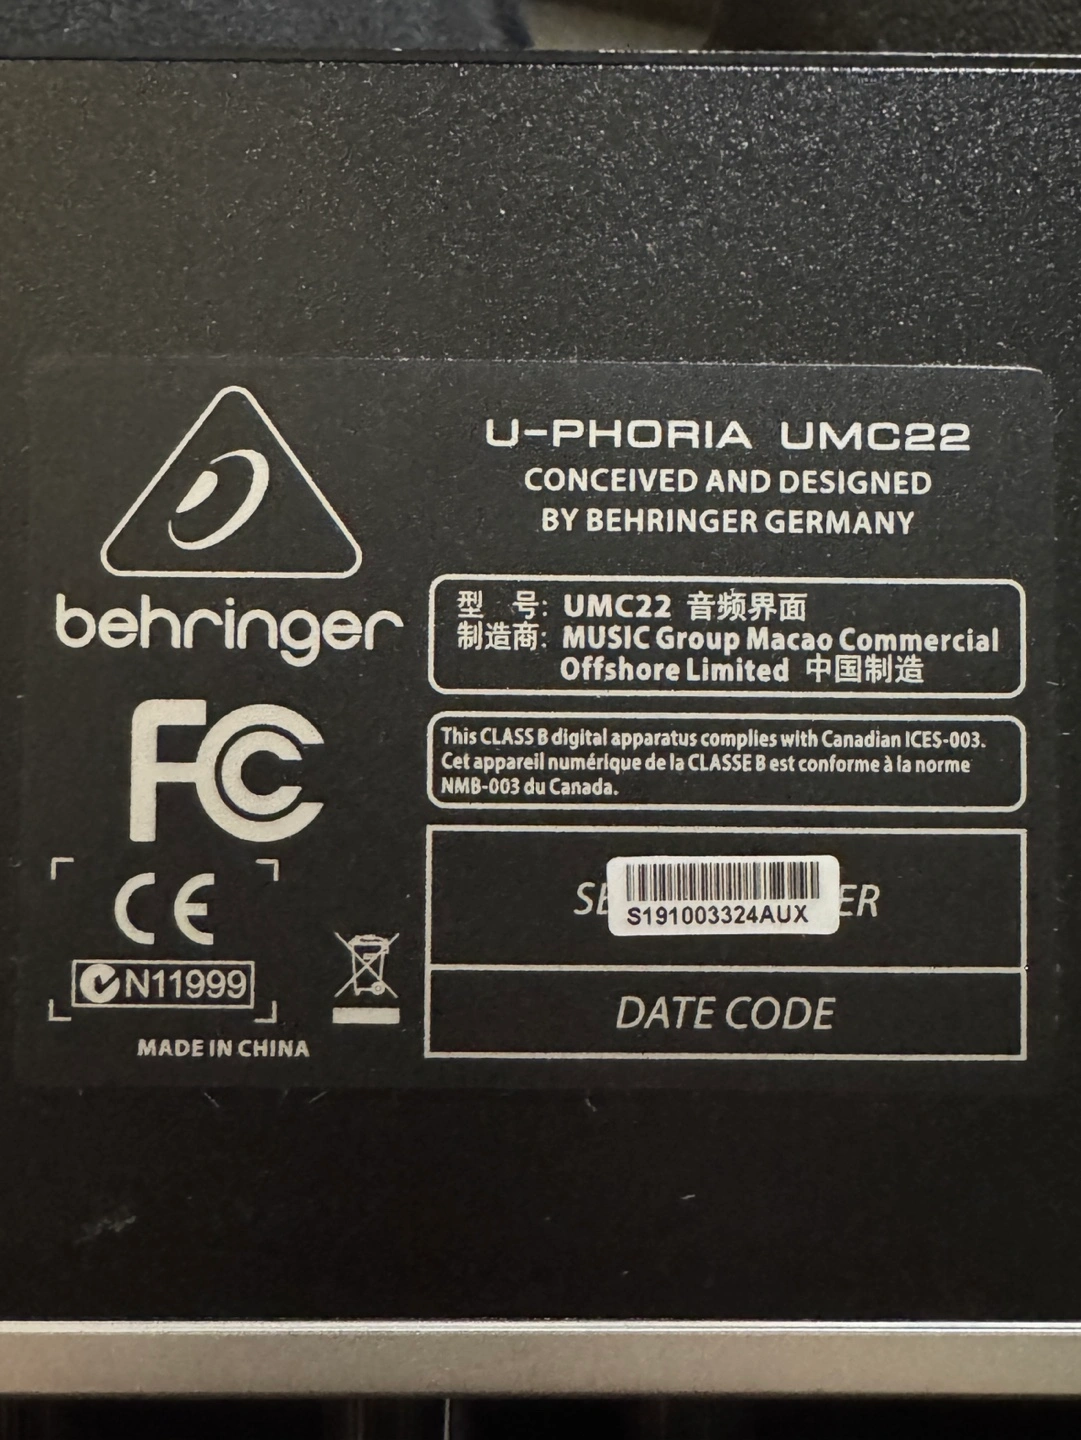 U-PHORIA UMC22
CONCEIVED AND DESIGNED
BY BEHRINGER GERMANY
behringer
型 号: UMC22 音频界面
制造商: MUSIC Group Macao Commercial
Offshore Limited 中国制造
FC
This CLASS B digital apparatus complies with Canadian ICES-003.
Cet appareil numérique de la CLASSE B est conforme à la norme
NMB-003 du Canada.
CE
N11999
MADE IN CHINA
S191003324AUX
DATE CODE